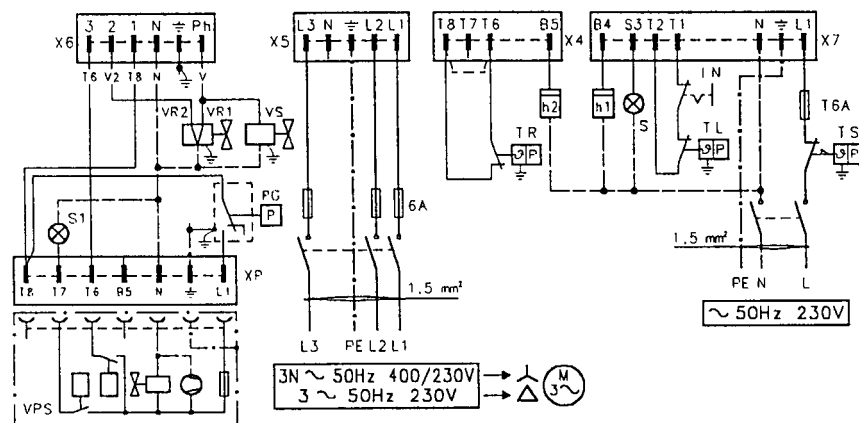 X6
3 2 1 N Ph
T6 V2 T8 N V
VR2 VR1 VS
PG
P
S1
XP
T8 T7 T6 B5 N L1
VPS
X5
L3 N L2 L1
6A
1.5 mm²
L3 PE L2 L1
3N ~ 50Hz 400/230V
3 ~ 50Hz 230V
M
3~
T8 T7 T6 B5
X4
h2
TR
P
B4 S3 T2 T1 N L1
X7
h1
S
IN
TL
P
T6A
TS
P
1.5 mm²
PE N L
~ 50Hz 230V